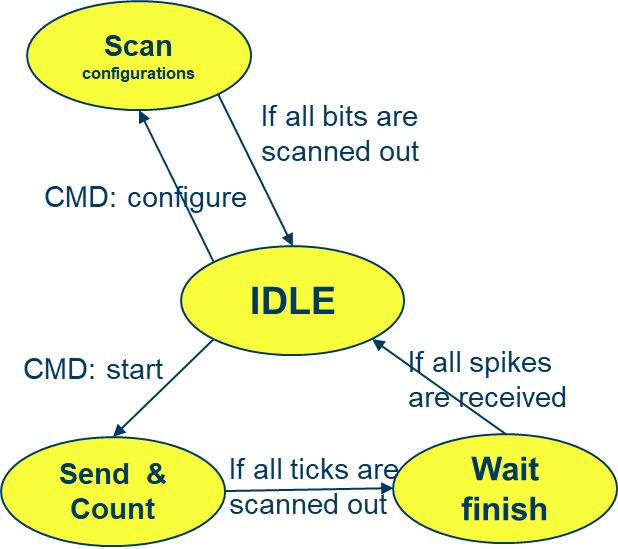 Scan
configurations
If all bits are
scanned out
CMD: configure
IDLE
CMD: start
If all spikes
are received
Send & 
Count
If all ticks are
scanned out
Wait
finish